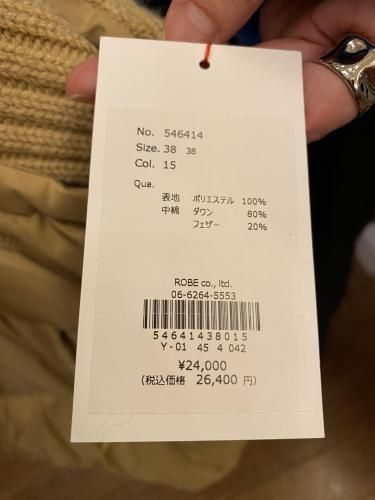 No. 546414
Size. 38 38
Col. 15
Qua.
表地 ポリエステル 100%
中綿 ダウン 80%
フェザー 20%
ROBE co., ltd.
06-6264-5553
54641438015
Y-01 45 4 042
¥24,000
(税込価格 26,400 円)